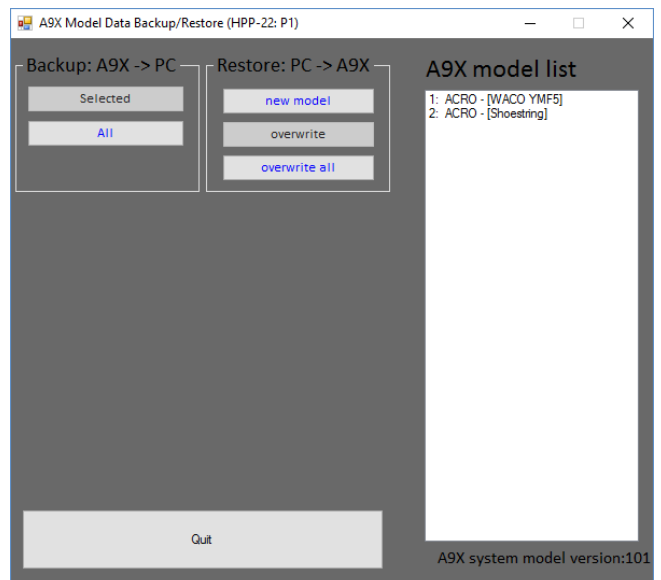 A9X Model Data Backup/Restore (HPP-22: P1)
Backup: A9X -> PC
Selected
All
Restore: PC -> A9X
new model
overwrite
overwrite all
A9X model list
1: ACRO - [WACO YMF5]
2: ACRO - [Shoestring]
Quit
A9X system model version:101